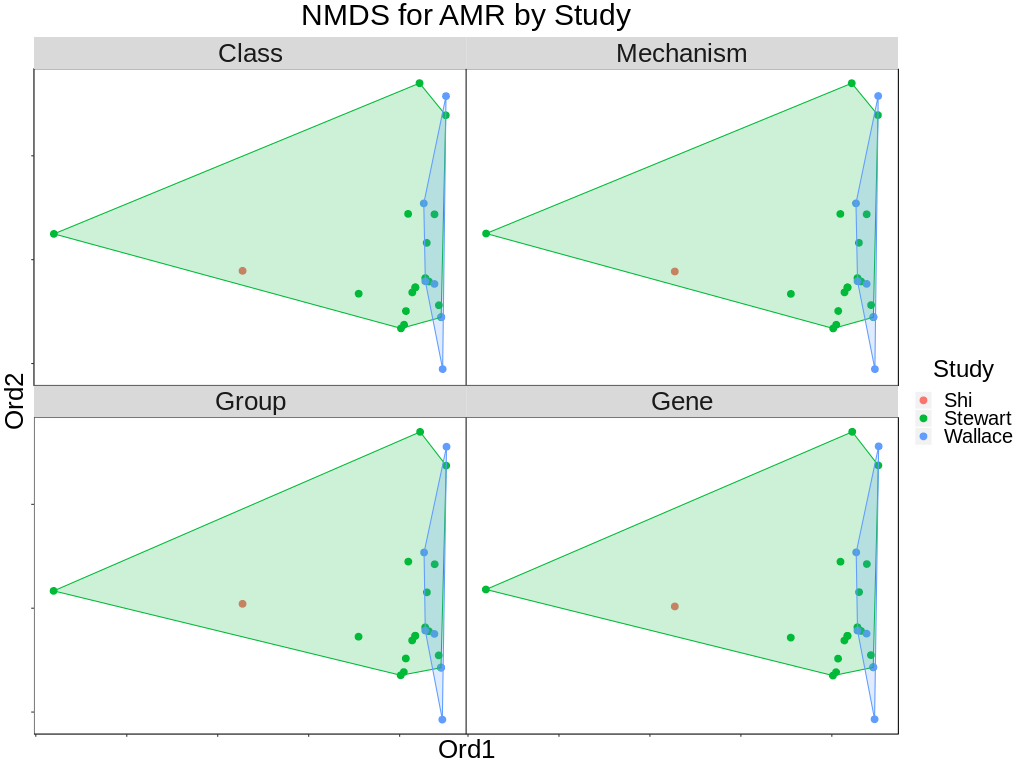 NMDS for AMR by Study
Class
Mechanism
Group
Gene
Ord2
Ord1
Study
Shi
Stewart
Wallace